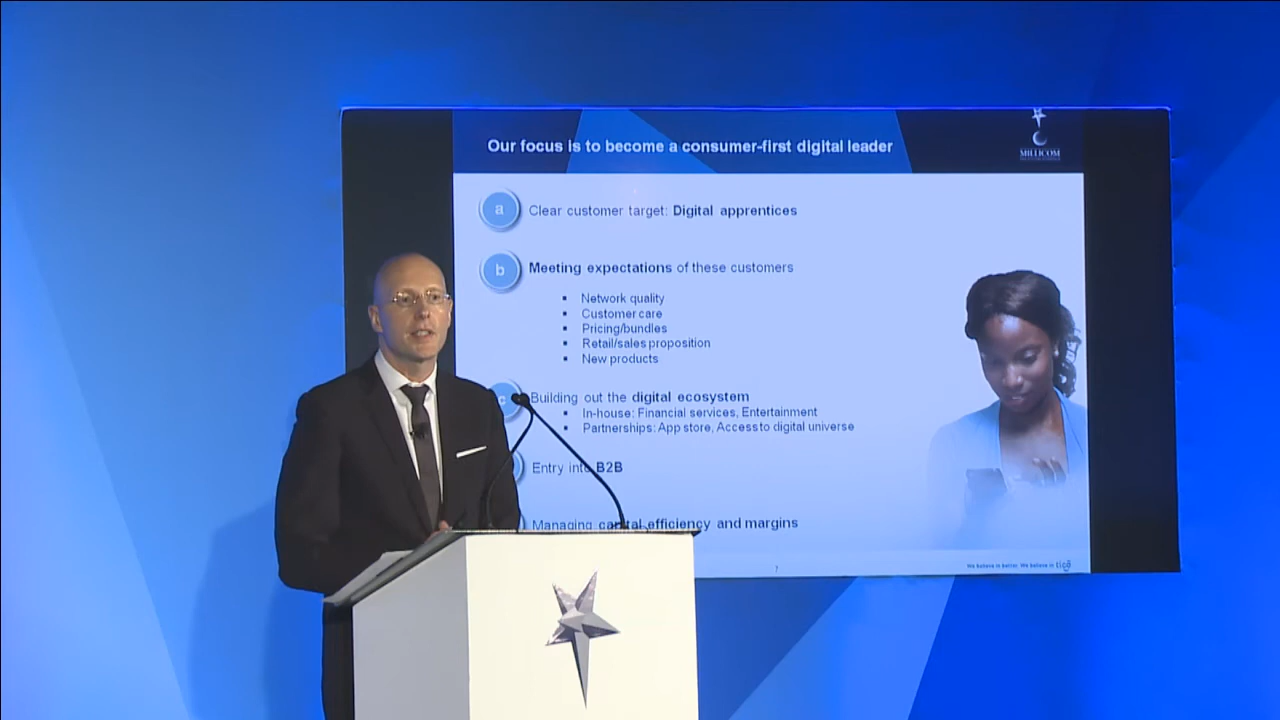 Our focus is to become a consumer-first digital leader
MILLICOM
a Clear customer target: Digital apprentices
b Meeting expectations of these customers
▪ Network quality
▪ Customer care
▪ Pricing/bundles
▪ Retail/sales proposition
▪ New products
c Building out the digital ecosystem
▪ In-house: Financial services, Entertainment
▪ Partnerships: App store, Access to digital universe
Entry into B2B
Managing capital efficiency and margins
7
We believe in better. We believe in tigo